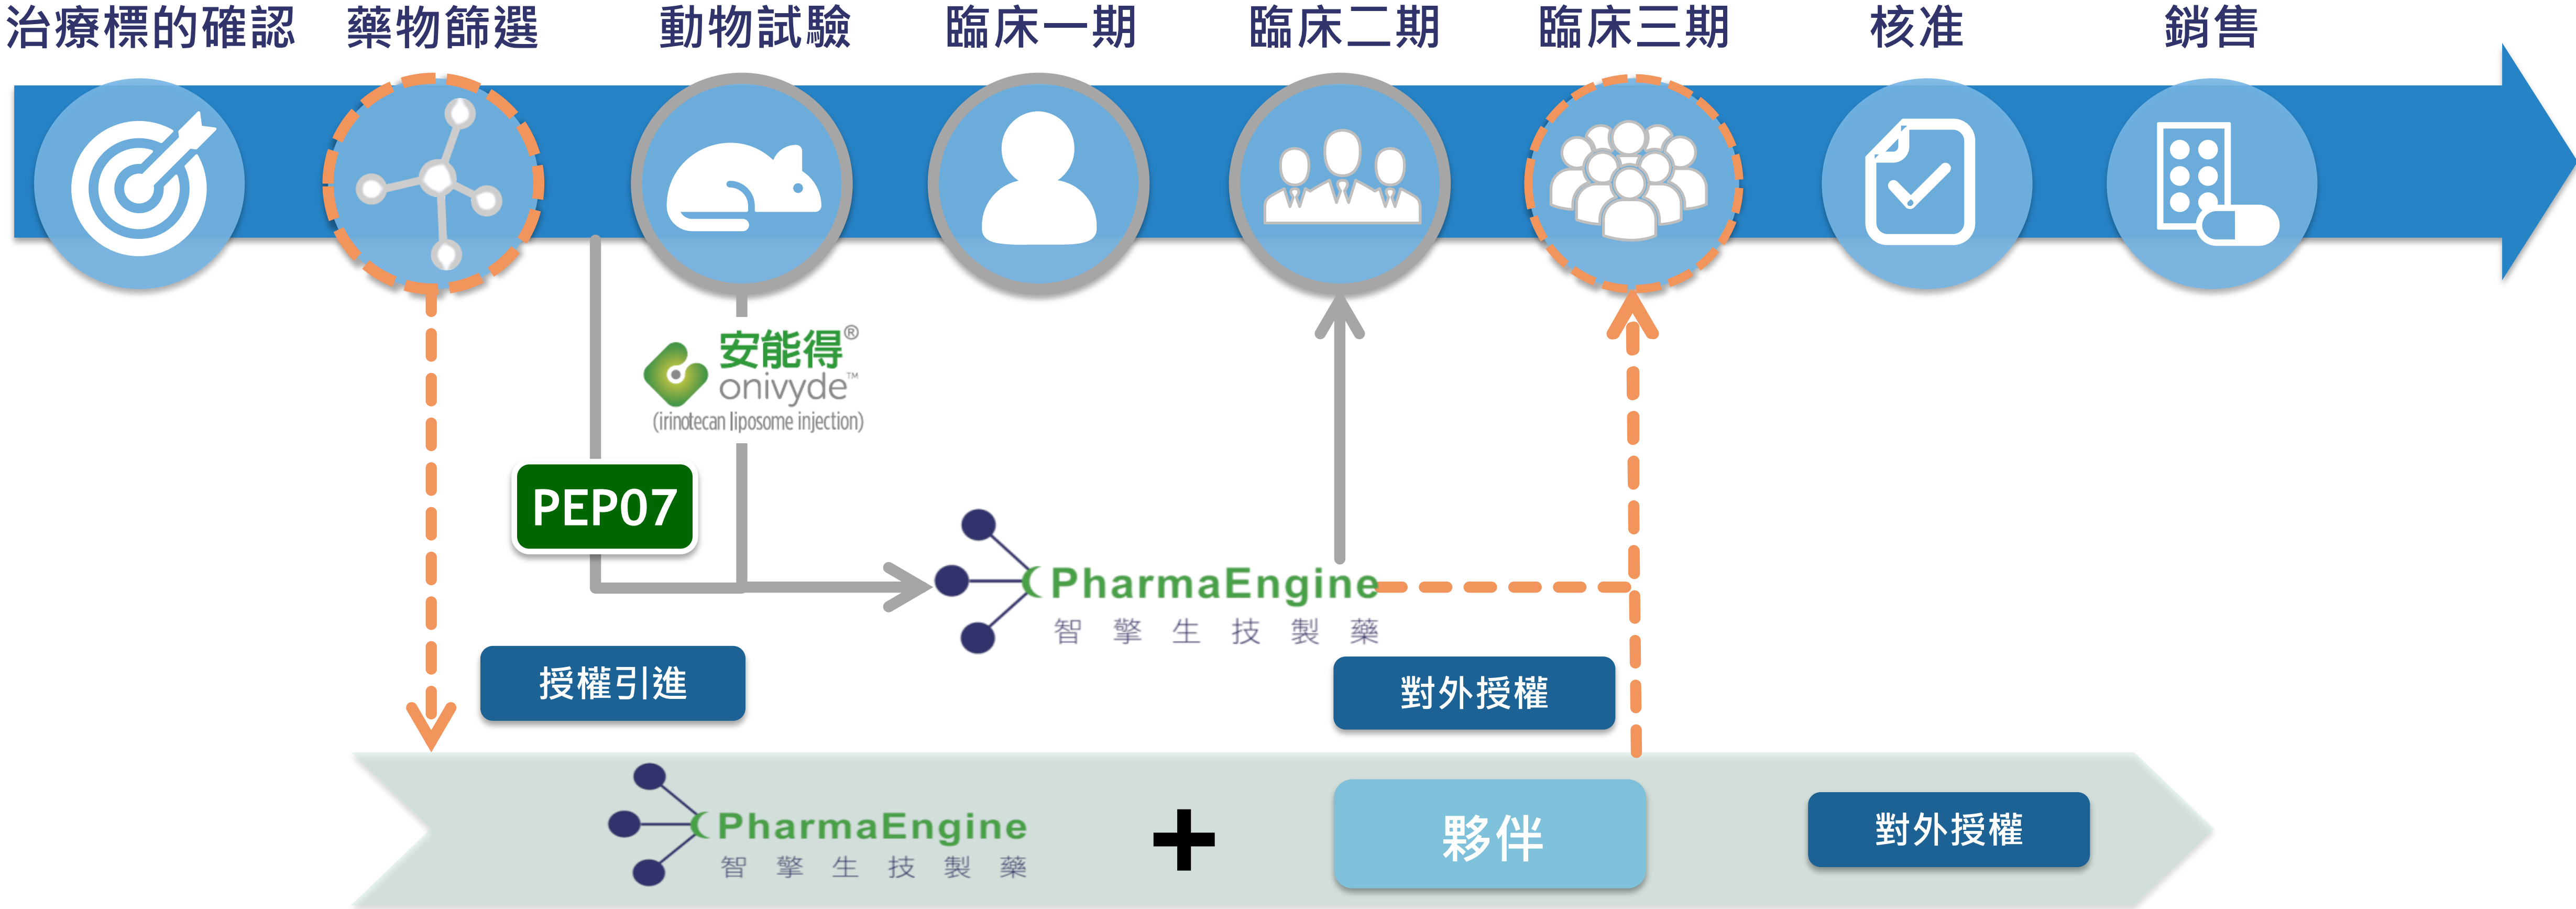 治療標的確認 藥物篩選 動物試驗 臨床一期 臨床二期 臨床三期 核准 銷售
安能得®
onivyde™
(irinotecan liposome injection)
PEP07
PharmaEngine
智擎生技製藥
授權引進
對外授權
PharmaEngine
智擎生技製藥
+
夥伴
對外授權